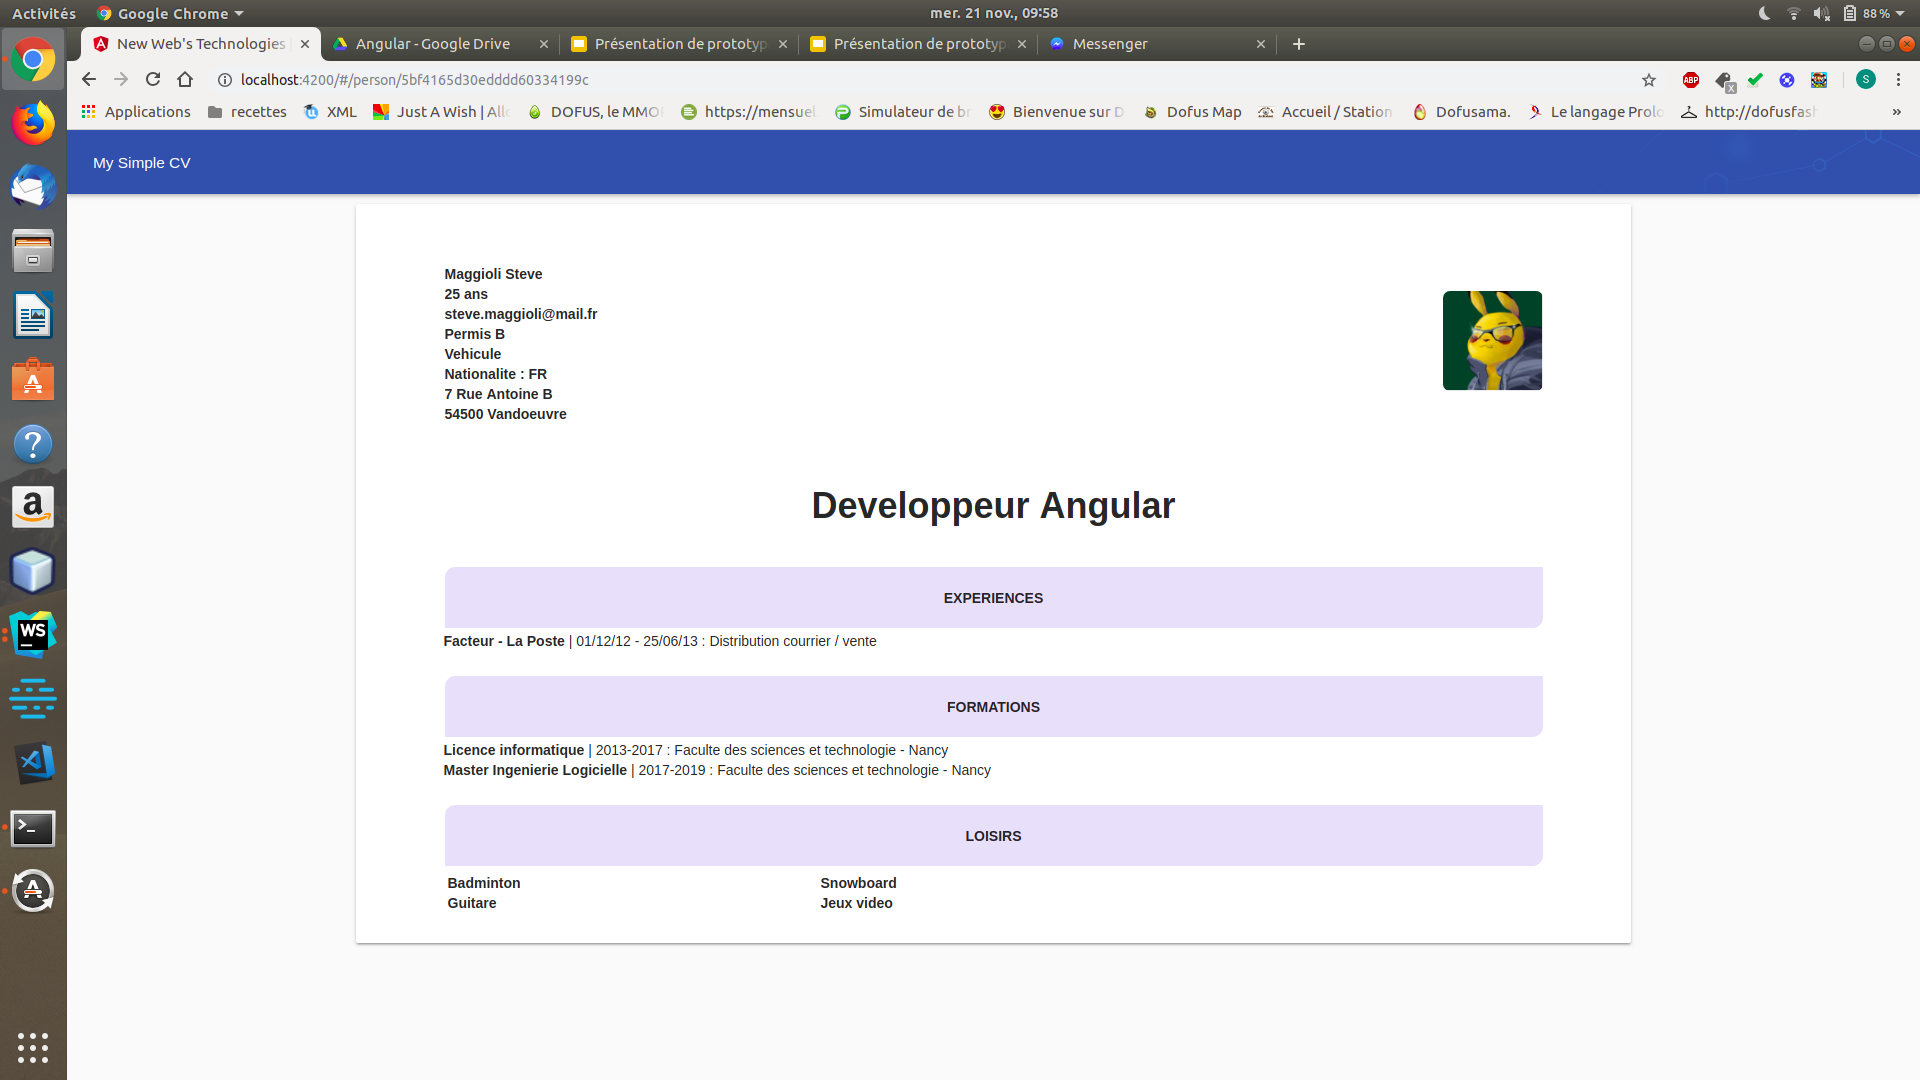 Activités
Google Chrome
mer. 21 nov., 09:58
88 %
New Web's Technologies
Angular - Google Drive
Présentation de prototyp
Présentation de prototyp
Messenger
localhost:4200/#/person/5bf4165d30edddd60334199c
ABP
X
S
Applications
recettes
XML
Just A Wish | Allo
DOFUS, le MMO
https://mensuel.
Simulateur de br
Bienvenue sur D
Dofus Map
Accueil / Station
Dofusama.
Le langage Prolo
http://dofusfash
»
My Simple CV
Maggioli Steve
25 ans
steve.maggioli@mail.fr
Permis B
Vehicule
Nationalite : FR
7 Rue Antoine B
54500 Vandoeuvre
Developpeur Angular
EXPERIENCES
Facteur - La Poste | 01/12/12 - 25/06/13 : Distribution courrier / vente
FORMATIONS
Licence informatique | 2013-2017 : Faculte des sciences et technologie - Nancy
Master Ingenierie Logicielle | 2017-2019 : Faculte des sciences et technologie - Nancy
LOISIRS
Badminton
Snowboard
Guitare
Jeux video
WS